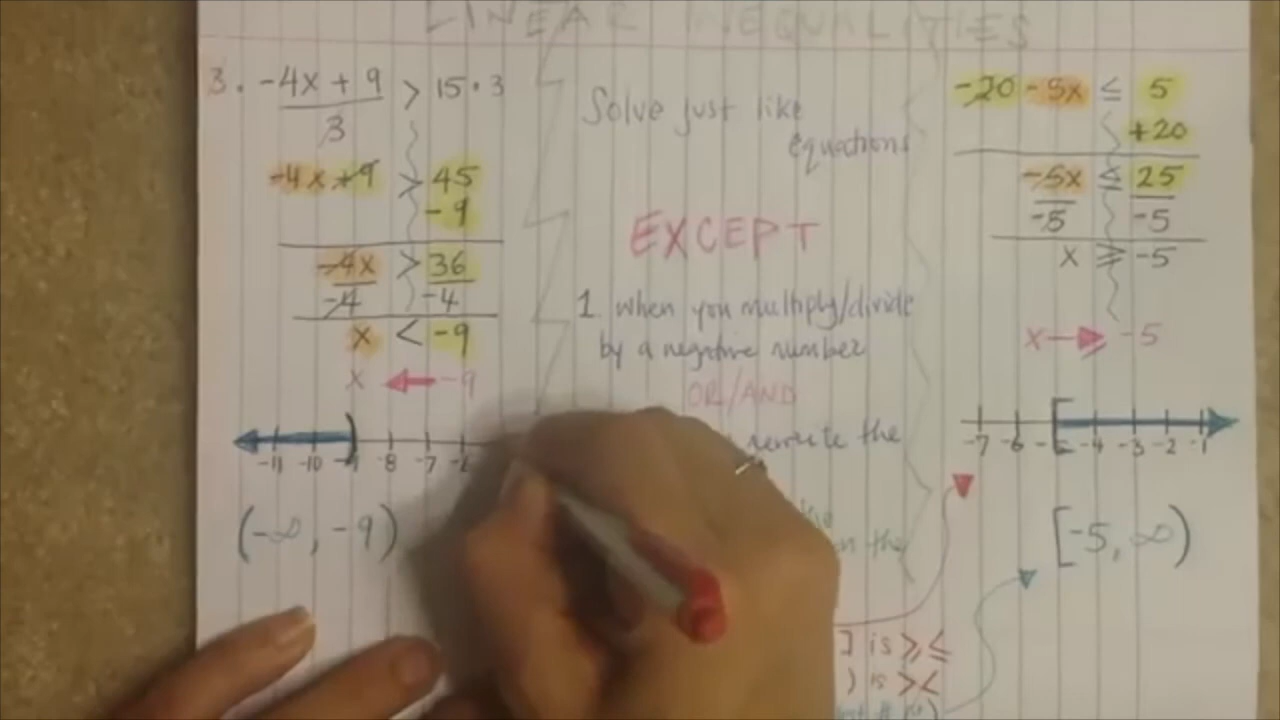 LINEAR INEQUALITIES
3. -4x + 9 > 15 · 3
3
-4x + 9 > 45
-9
-4x > 36
-4 -4
x < -9
x ← -9
-11 -10 -9 -8 -7
(-∞, -9)
Solve just like
equations
EXCEPT
1. when you multiply/divide
by a negative number
OR/AND
rewrite the
the
] is ≥, ≤
) is > <
-20 - 5x ≤ 5
+20
-5x ≤ 25
-5 -5
x ≥ -5
x → -5
-7 -6 -4 -3 -2 -1
[-5, ∞)